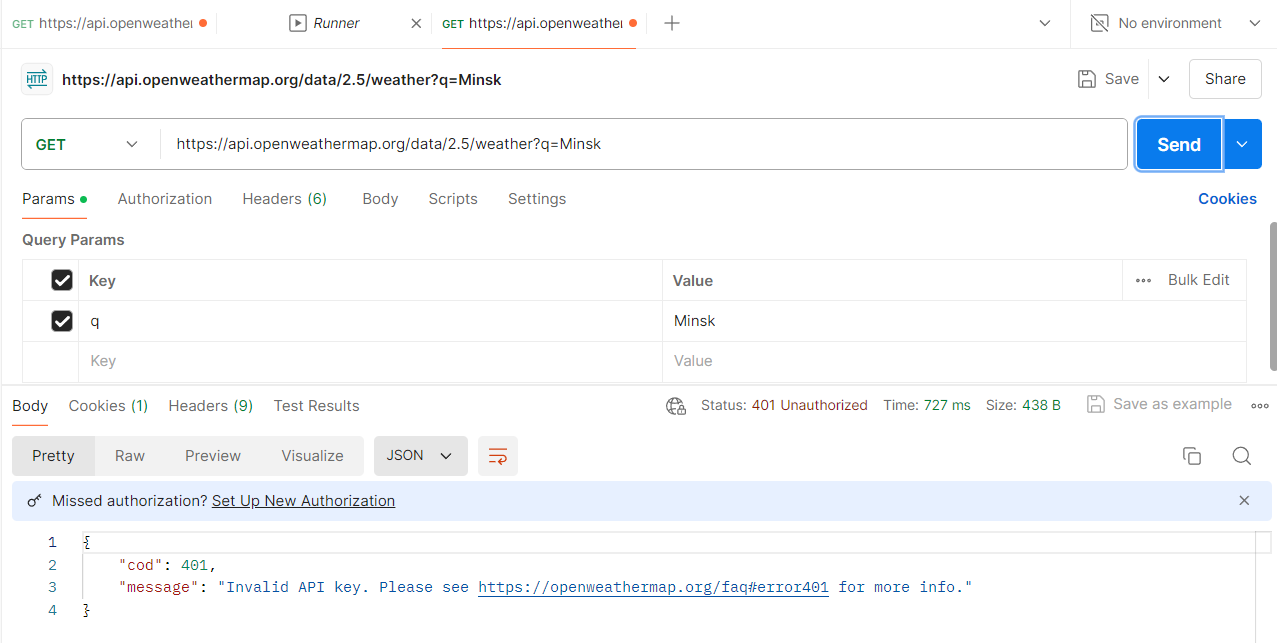 GET https://api.openweather
Runner
GET https://api.openweather
No environment
HTTP https://api.openweathermap.org/data/2.5/weather?q=Minsk
Save
Share
GET
https://api.openweathermap.org/data/2.5/weather?q=Minsk
Send
Params Authorization Headers (6) Body Scripts Settings Cookies
Query Params
Key Value Bulk Edit
q Minsk
Key Value
Body Cookies (1) Headers (9) Test Results Status: 401 Unauthorized Time: 727 ms Size: 438 B Save as example
Pretty Raw Preview Visualize JSON
Missed authorization? Set Up New Authorization
1 {
2 "cod": 401,
3 "message": "Invalid API key. Please see https://openweathermap.org/faq#error401 for more info."
4 }